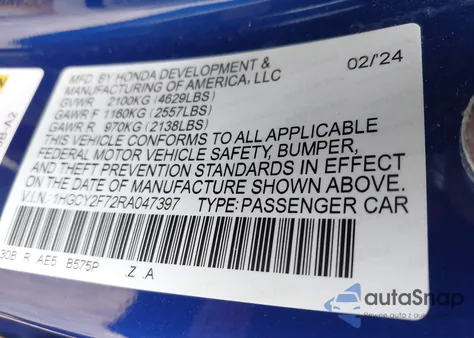 MFD. BY HONDA DEVELOPMENT & 02/'24
MANUFACTURING OF AMERICA, LLC
GVWR 2100KG (4629LBS)
GAWR F 1160KG (2557LBS)
GAWR R 970KG (2138LBS)
THIS VEHICLE CONFORMS TO ALL APPLICABLE
FEDERAL MOTOR VEHICLE SAFETY, BUMPER,
AND THEFT PREVENTION STANDARDS IN EFFECT
ON THE DATE OF MANUFACTURE SHOWN ABOVE.
V.I.N.: 1HGCY2F72RA047397 TYPE:PASSENGER CAR
30B R AE5 B575P .Z .A
autoSnap